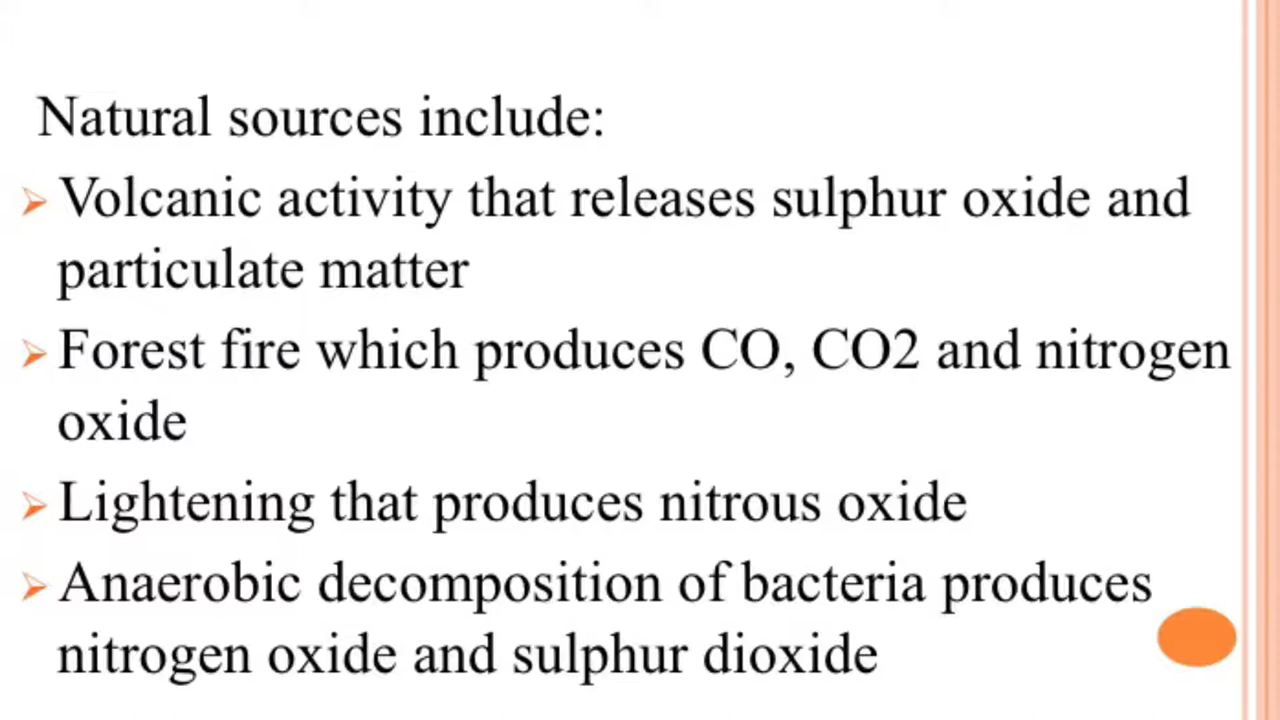 Natural sources include:
Volcanic activity that releases sulphur oxide and
particulate matter
Forest fire which produces CO, CO2 and nitrogen
oxide
Lightening that produces nitrous oxide
Anaerobic decomposition of bacteria produces
nitrogen oxide and sulphur dioxide